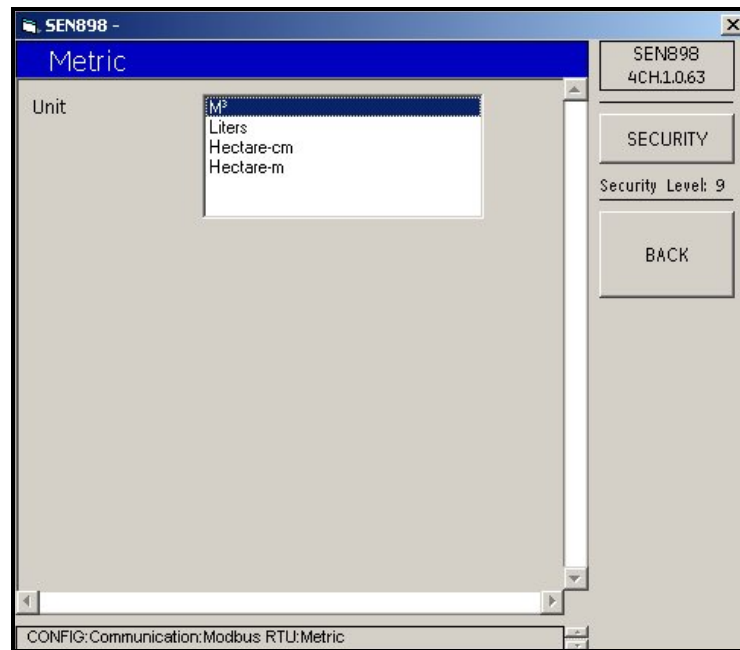 SEN898 -
Metric
SEN898
4CH.1.0.63
Unit
M³
Liters
Hectare-cm
Hectare-m
SECURITY
Security Level: 9
BACK
CONFIG:Communication:Modbus RTU:Metric